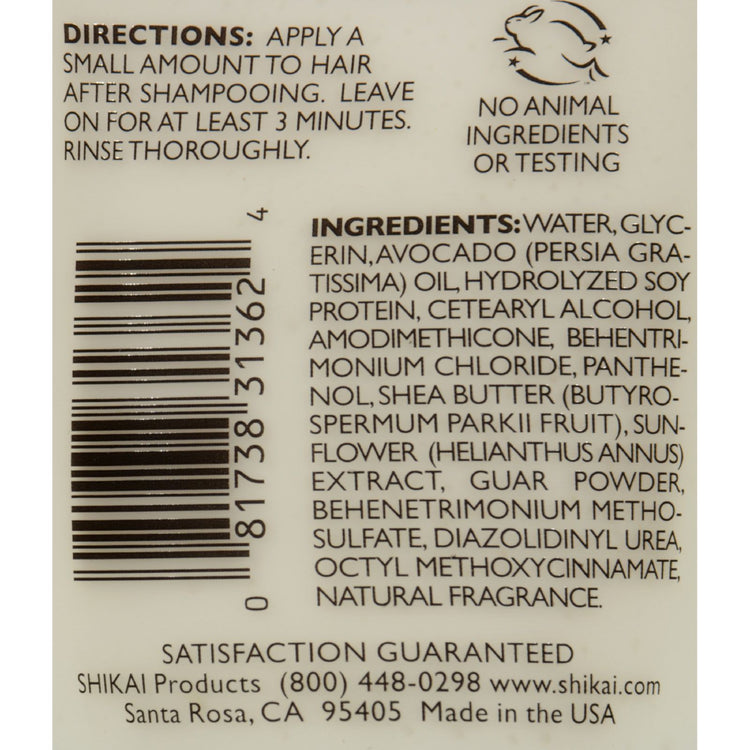 DIRECTIONS: APPLY A
SMALL AMOUNT TO HAIR
AFTER SHAMPOOING. LEAVE
ON FOR AT LEAST 3 MINUTES.
RINSE THOROUGHLY.
NO ANIMAL
INGREDIENTS
OR TESTING
0 81738 31362 4
INGREDIENTS: WATER, GLYC-
ERIN, AVOCADO (PERSIA GRA-
TISSIMA) OIL, HYDROLYZED SOY
PROTEIN, CETEARYL ALCOHOL,
AMODIMETHICONE, BEHENTRI-
MONIUM CHLORIDE, PANTHE-
NOL, SHEA BUTTER (BUTYRO-
SPERMUM PARKII FRUIT), SUN-
FLOWER (HELIANTHUS ANNUS)
EXTRACT, GUAR POWDER,
BEHENETRIMONIUM METHO-
SULFATE, DIAZOLIDINYL UREA,
OCTYL METHOXYCINNAMATE,
NATURAL FRAGRANCE.
SATISFACTION GUARANTEED
SHIKAI Products (800) 448-0298 www.shikai.com
Santa Rosa, CA 95405 Made in the USA